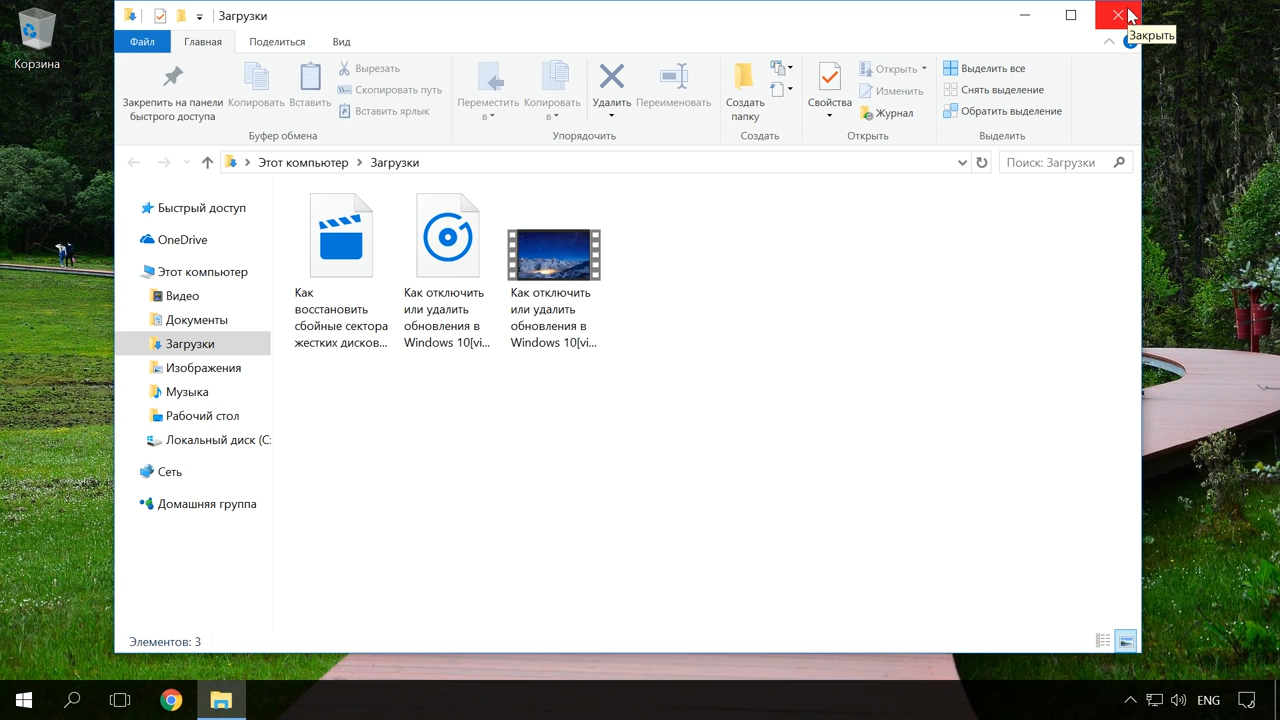 Корзина
Загрузки
Закрыть
Файл
Главная
Поделиться
Вид
Закрепить на панели
быстрого доступа
Копировать
Вставить
Вырезать
Скопировать путь
Вставить ярлык
Буфер обмена
Переместить
в
Копировать
в
Удалить
Переименовать
Упорядочить
Создать
папку
Создать
Свойства
Открыть
Изменить
Журнал
Открыть
Выделить все
Снять выделение
Обратить выделение
Выделить
Этот компьютер > Загрузки
Поиск: Загрузки
Быстрый доступ
OneDrive
Этот компьютер
Видео
Документы
Загрузки
Изображения
Музыка
Рабочий стол
Локальный диск (C:
Сеть
Домашняя группа
Как
восстановить
сбойные сектора
жестких дисков...
Как отключить
или удалить
обновления в
Windows 10[vi...
Как отключить
или удалить
обновления в
Windows 10[vi...
Элементов: 3
ENG